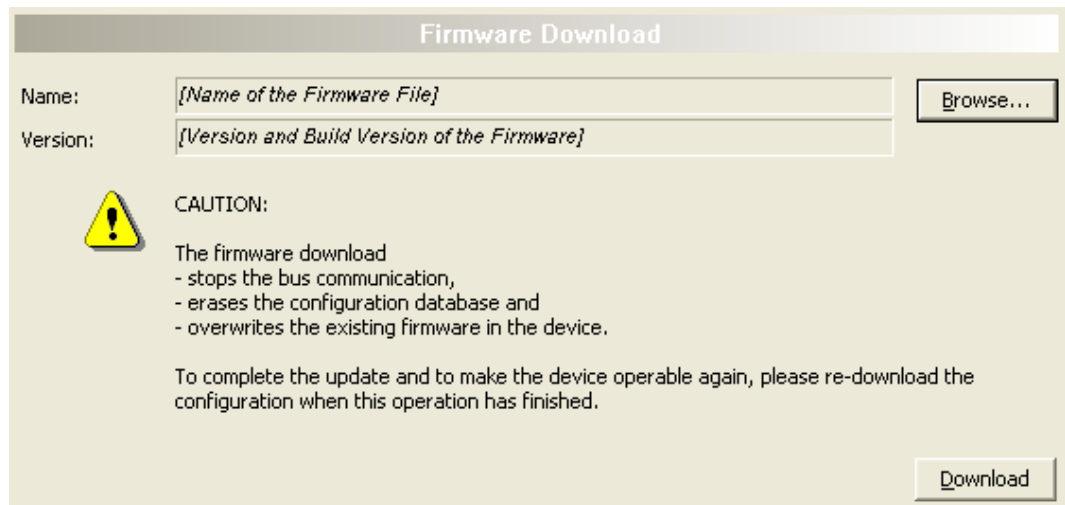 Firmware Download
Name:
[Name of the Firmware File]
Browse...
Version:
[Version and Build Version of the Firmware]
CAUTION:
The firmware download
- stops the bus communication,
- erases the configuration database and
- overwrites the existing firmware in the device.
To complete the update and to make the device operable again, please re-download the
configuration when this operation has finished.
Download